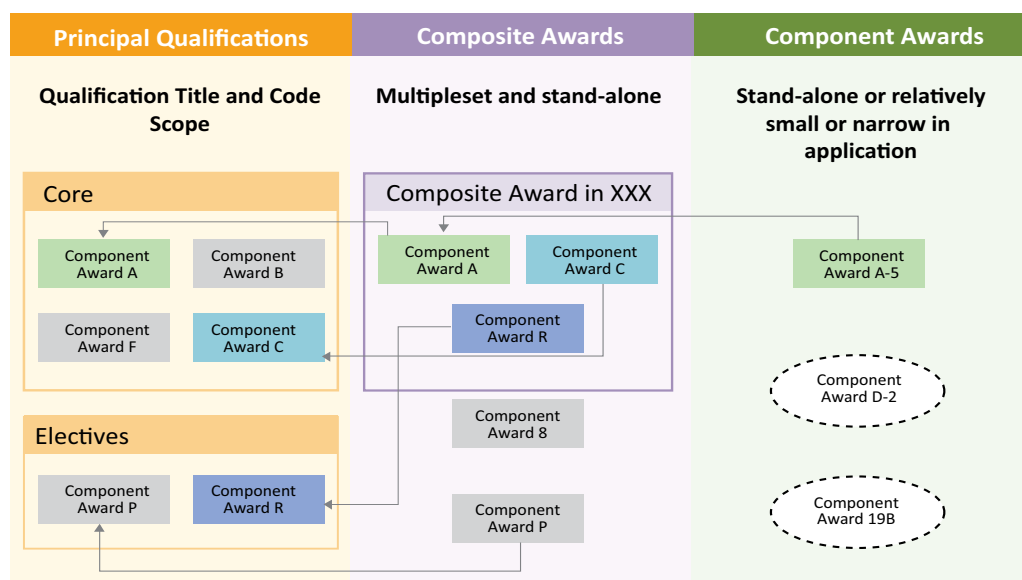 Principal Qualifications
Composite Awards
Component Awards
Qualification Title and Code
Scope
Multipleset and stand-alone
Stand-alone or relatively
small or narrow in
application
Core
Component
Award A
Component
Award B
Component
Award F
Component
Award C
Electives
Component
Award P
Component
Award R
Composite Award in XXX
Component
Award A
Component
Award C
Component
Award R
Component
Award 8
Component
Award P
Component
Award A-5
Component
Award D-2
Component
Award 19B